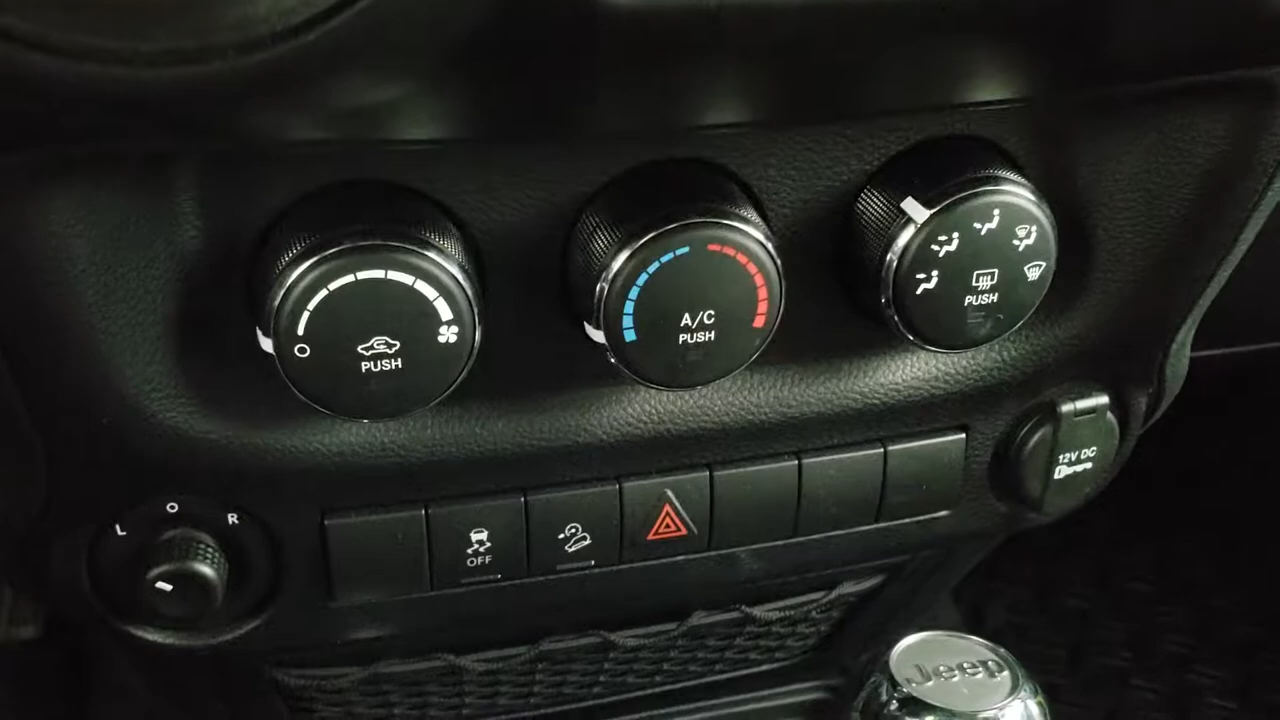 PUSH
A/C
PUSH
PUSH
12V DC
L O R
OFF
Jeep